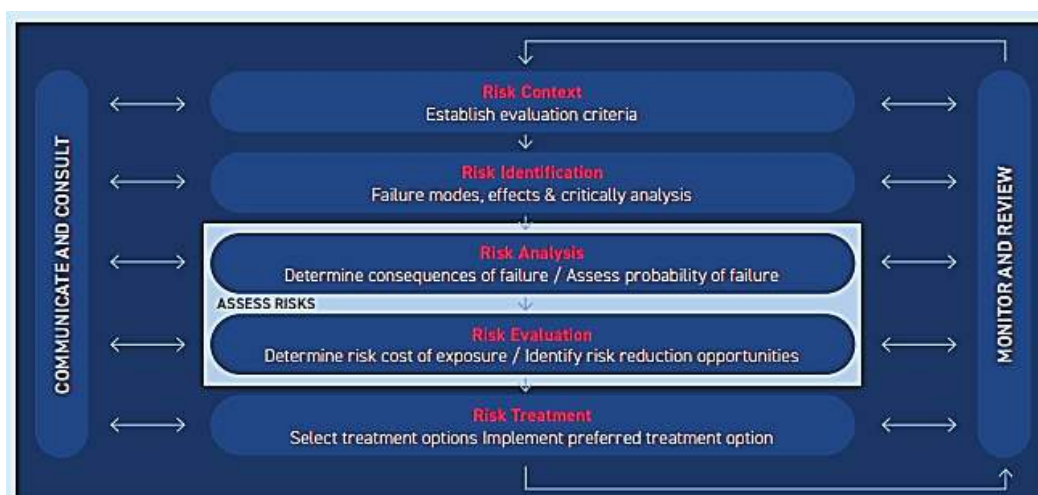 COMMUNICATE AND CONSULT
Risk Context
Establish evaluation criteria
Risk Identification
Failure modes, effects & critically analysis
Risk Analysis
Determine consequences of failure / Assess probability of failure
ASSESS RISKS
Risk Evaluation
Determine risk cost of exposure / Identify risk reduction opportunities
Risk Treatment
Select treatment options Implement preferred treatment option
MONITOR AND REVIEW